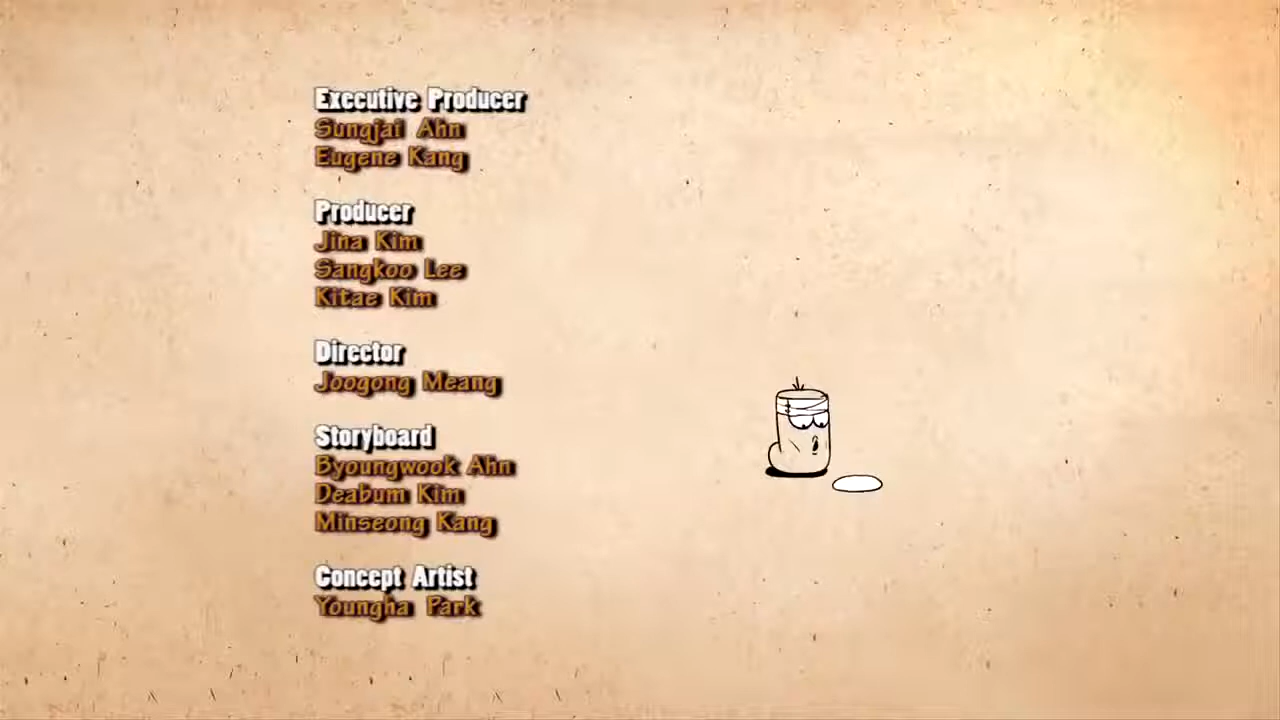 Executive Producer
Sungjai Ahn
Eugene Kang
Producer
Jina Kim
Sangkoo Lee
Kitae Kim
Director
Joogong Meang
Storyboard
Byoungwook Ahn
Deabum Kim
Minseong Kang
Concept Artist
Youngha Park